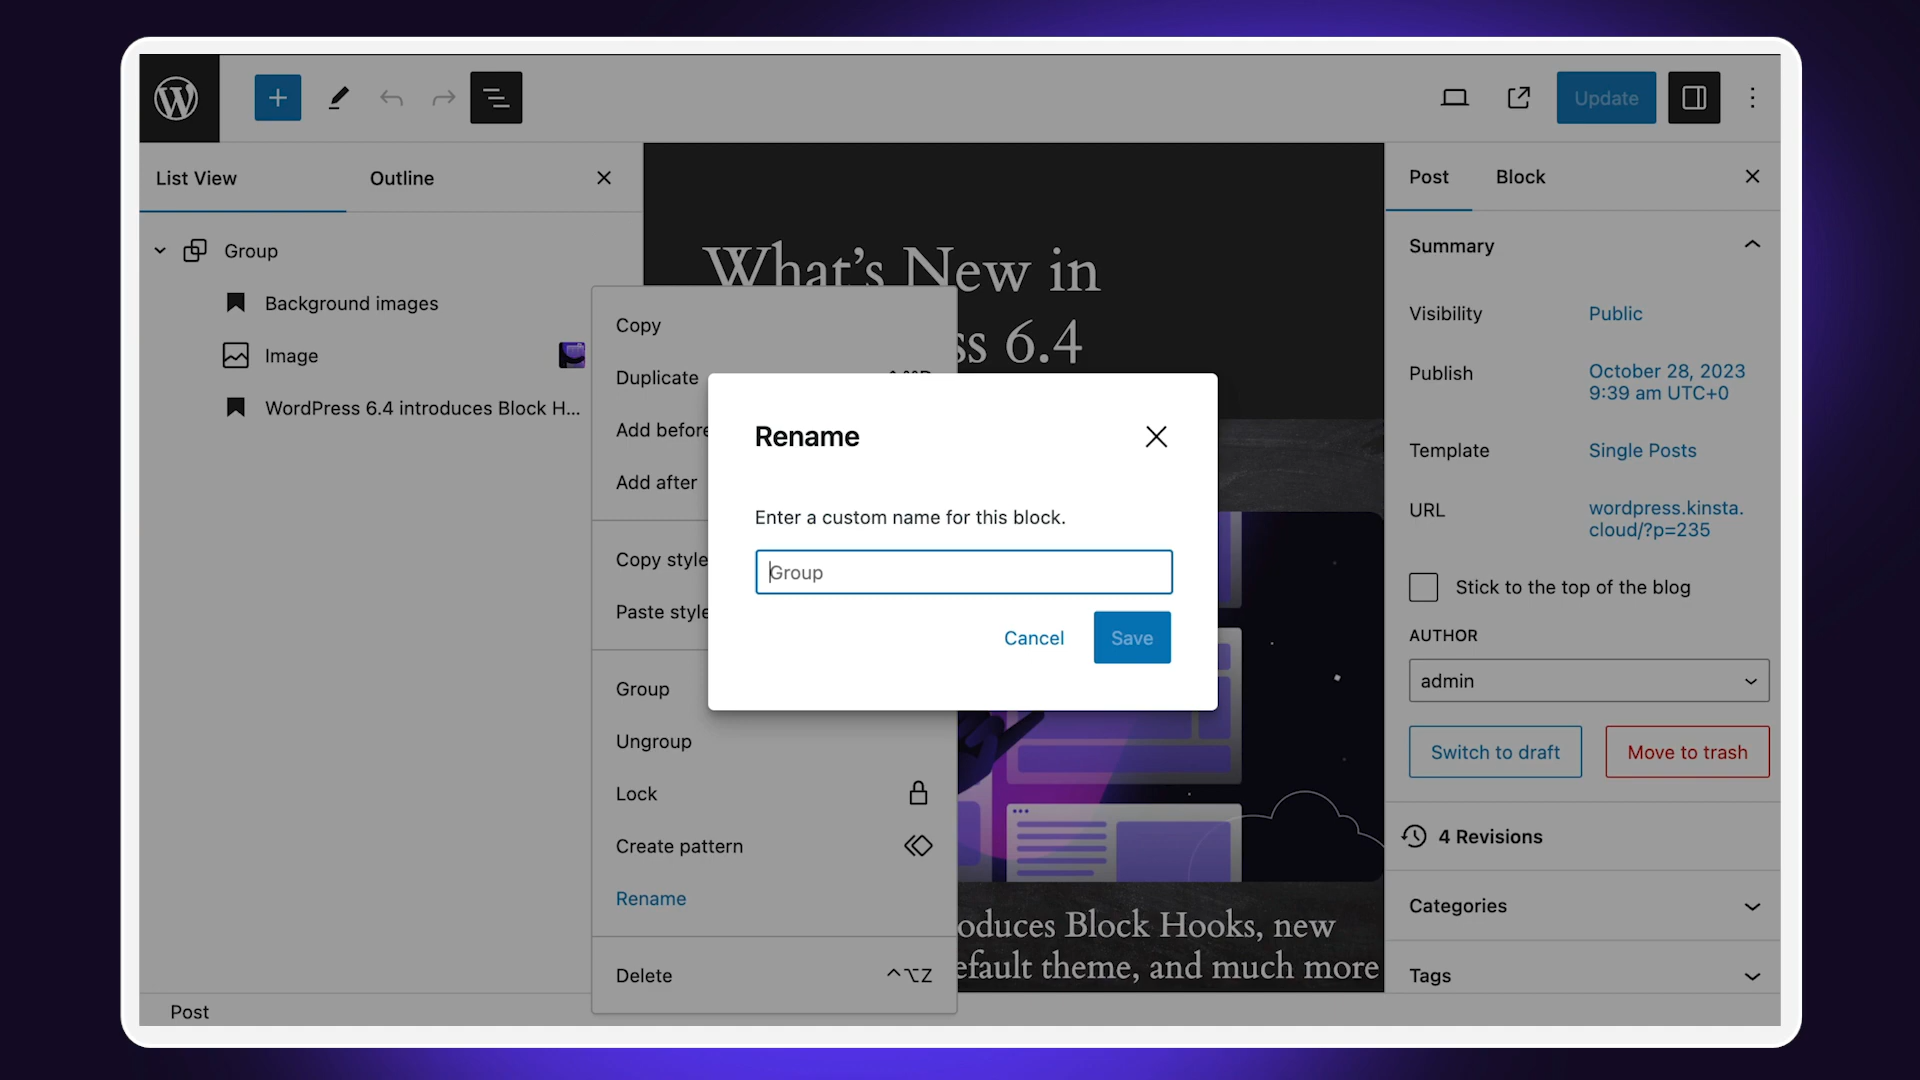 Update
List View
Outline
Post
Block
Group
Background images
Image
WordPress 6.4 introduces Block H...
What's New in
ss 6.4
Copy
Duplicate
Add before
Add after
Copy style
Paste style
Group
Ungroup
Lock
Create pattern
Rename
Delete
^⌥Z
Rename
Enter a custom name for this block.
Group
Cancel
Save
oduces Block Hooks, new
efault theme, and much more
Summary
Visibility
Public
Publish
October 28, 2023
9:39 am UTC+0
Template
Single Posts
URL
wordpress.kinsta.
cloud/?p=235
Stick to the top of the blog
AUTHOR
admin
Switch to draft
Move to trash
4 Revisions
Categories
Tags
Post